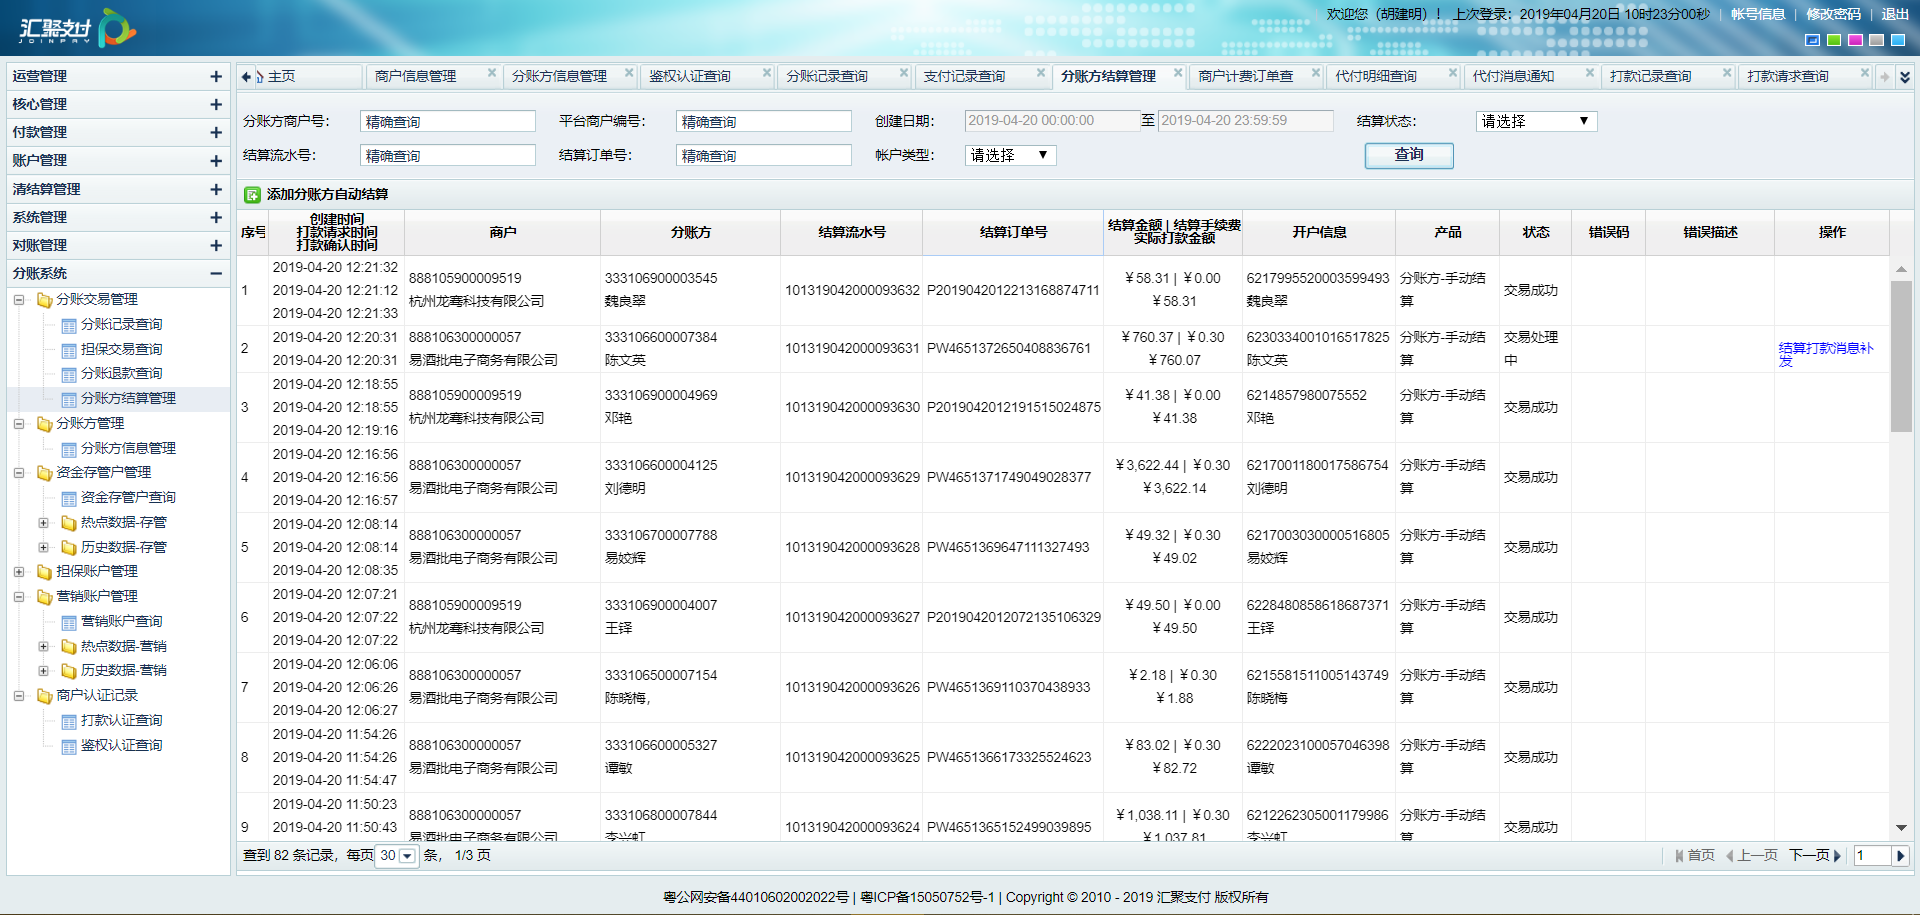 汇聚支付
JOINPAY
欢迎您（胡建明）！ 上次登录：2019年04月20日 10时23分00秒 | 帐号信息 | 修改密码 | 退出
运营管理
核心管理
付款管理
账户管理
清结算管理
系统管理
对账管理
分账系统
分账交易管理
分账记录查询
担保交易查询
分账退款查询
分账方结算管理
分账方管理
分账方信息管理
资金存管户管理
资金存管户查询
热点数据-存管
历史数据-存管
担保账户管理
营销账户管理
营销账户查询
热点数据-营销
历史数据-营销
商户认证记录
打款认证查询
鉴权认证查询
主页 商户信息管理 分账方信息管理 鉴权认证查询 分账记录查询 支付记录查询 分账方结算管理 商户计费订单查 代付明细查询 代付消息通知 打款记录查询 打款请求查询
分账方商户号： 精确查询 平台商户编号： 精确查询 创建日期： 2019-04-20 00:00:00 至 2019-04-20 23:59:59 结算状态： 请选择
结算流水号： 精确查询 结算订单号： 精确查询 帐户类型： 请选择 查询
添加分账方自动结算
序号 创建时间 打款请求时间 打款确认时间 商户 分账方 结算流水号 结算订单号 结算金额 | 结算手续费 实际打款金额 开户信息 产品 状态 错误码 错误描述 操作
1 2019-04-20 12:21:32 2019-04-20 12:21:12 2019-04-20 12:21:33 888105900009519 杭州龙骞科技有限公司 333106900003545 魏良翠 101319042000093632 P2019042012213168874711 ￥58.31 | ￥0.00 ￥58.31 6217995520003599493 魏良翠 分账方-手动结算 交易成功
2 2019-04-20 12:20:31 2019-04-20 12:20:31 888106300000057 易酒批电子商务有限公司 333106600007384 陈文英 101319042000093631 PW4651372650408836761 ￥760.37 | ￥0.30 ￥760.07 6230334001016517825 陈文英 分账方-手动结算 交易处理中 结算打款消息补发
3 2019-04-20 12:18:55 2019-04-20 12:18:55 2019-04-20 12:19:16 888105900009519 杭州龙骞科技有限公司 333106900004969 邓艳 101319042000093630 P2019042012191515024875 ￥41.38 | ￥0.00 ￥41.38 6214857980075552 邓艳 分账方-手动结算 交易成功
4 2019-04-20 12:16:56 2019-04-20 12:16:56 2019-04-20 12:16:57 888106300000057 易酒批电子商务有限公司 333106600004125 刘德明 101319042000093629 PW4651371749049028377 ￥3,622.44 | ￥0.30 ￥3,622.14 6217001180017586754 刘德明 分账方-手动结算 交易成功
5 2019-04-20 12:08:14 2019-04-20 12:08:14 2019-04-20 12:08:35 888106300000057 易酒批电子商务有限公司 333106700007788 易姣辉 101319042000093628 PW4651369647111327493 ￥49.32 | ￥0.30 ￥49.02 6217003030000516805 易姣辉 分账方-手动结算 交易成功
6 2019-04-20 12:07:21 2019-04-20 12:07:22 2019-04-20 12:07:22 888105900009519 杭州龙骞科技有限公司 333106900004007 王铎 101319042000093627 P2019042012072135106329 ￥49.50 | ￥0.00 ￥49.50 6228480858618687371 王铎 分账方-手动结算 交易成功
7 2019-04-20 12:06:06 2019-04-20 12:06:26 2019-04-20 12:06:27 888106300000057 易酒批电子商务有限公司 333106500007154 陈晓梅, 101319042000093626 PW4651369110370438933 ￥2.18 | ￥0.30 ￥1.88 6215581511005143749 陈晓梅 分账方-手动结算 交易成功
8 2019-04-20 11:54:26 2019-04-20 11:54:26 2019-04-20 11:54:47 888106300000057 易酒批电子商务有限公司 333106600005327 谭敏 101319042000093625 PW4651366173325524623 ￥83.02 | ￥0.30 ￥82.72 6222023100057046398 谭敏 分账方-手动结算 交易成功
9 2019-04-20 11:50:23 2019-04-20 11:50:43 888106300000057 易酒批电子商务有限公司 333106800007844 李兴虹 101319042000093624 PW4651365152499039895 ￥1,038.11 | ￥0.30 ￥1,037.81 6212262305001179986 李兴虹 分账方-手动结算 交易成功
查到 82 条记录，每页 30 条， 1/3 页 首页 上一页 下一页 1
粤公网安备44010602002022号 | 粤ICP备15050752号-1 | Copyright © 2010 - 2019 汇聚支付 版权所有